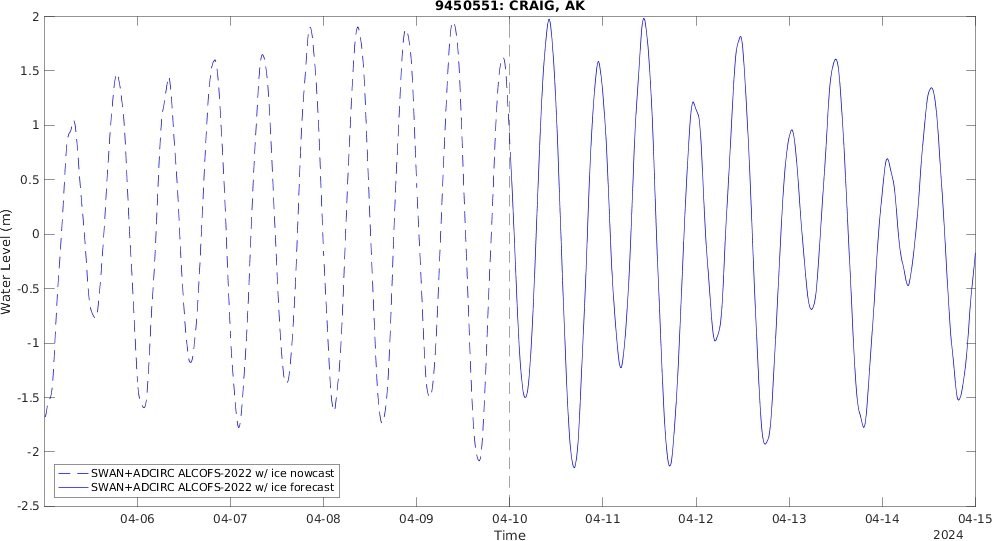 9450551: CRAIG, AK
Water Level (m)
2
1.5
1
0.5
0
-0.5
-1
-1.5
-2
-2.5
SWAN+ADCIRC ALCOFS-2022 w/ ice nowcast
SWAN+ADCIRC ALCOFS-2022 w/ ice forecast
04-06 04-07 04-08 04-09 04-10 04-11 04-12 04-13 04-14 04-15
Time
2024